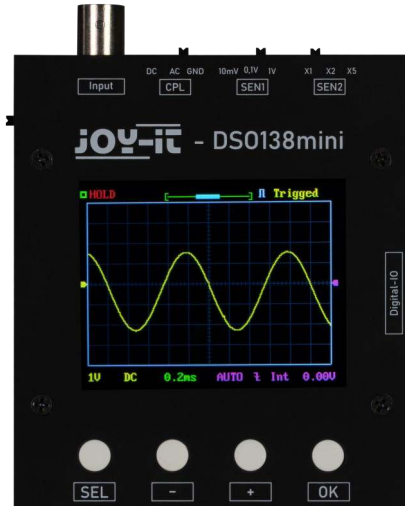 DC AC GND 10mV 0,1V 1V X1 X2 X5
Input CPL SEN1 SEN2
JOY-iT - DSO138mini
HOLD Trigged
Digital-IO
1V DC 0.2ms AUTO Int 0.00V
SEL - + OK